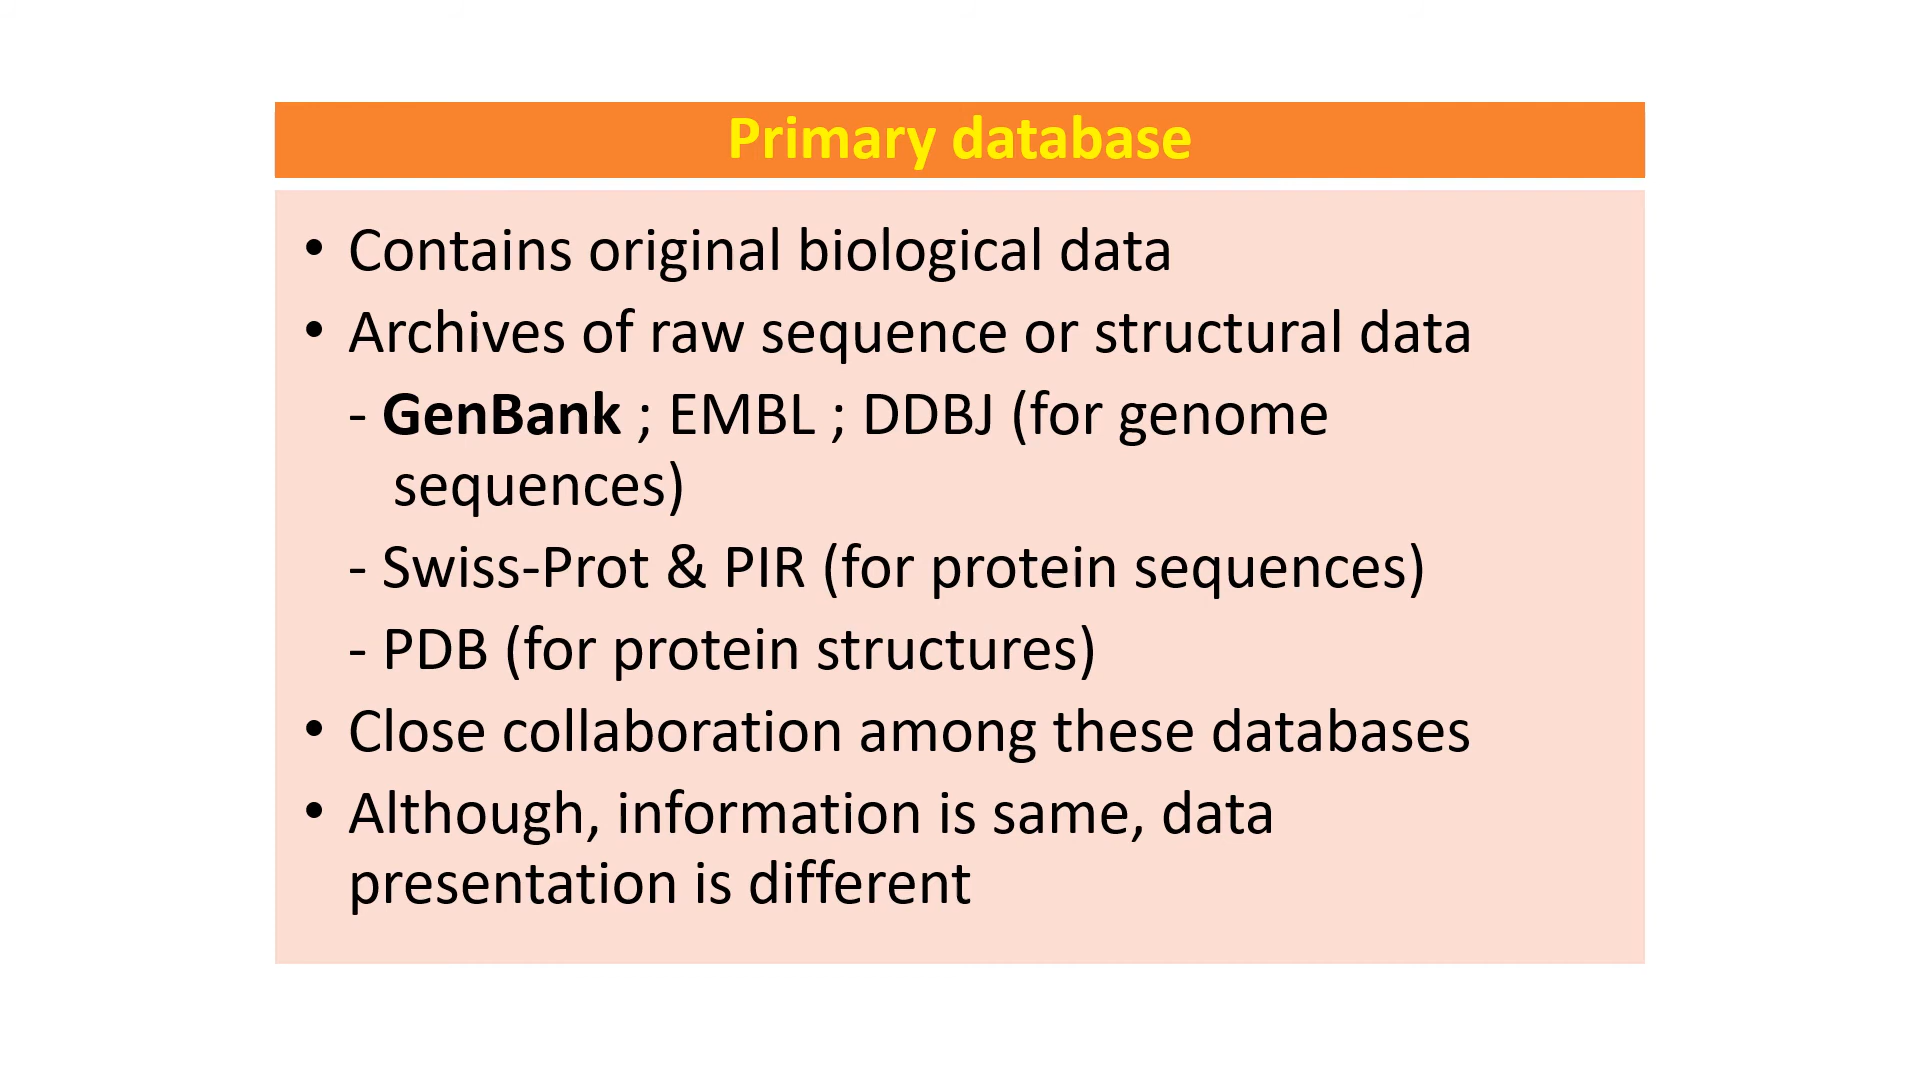 Primary database
• Contains original biological data
• Archives of raw sequence or structural data
- GenBank ; EMBL ; DDBJ (for genome
sequences)
- Swiss-Prot & PIR (for protein sequences)
- PDB (for protein structures)
• Close collaboration among these databases
• Although, information is same, data
presentation is different